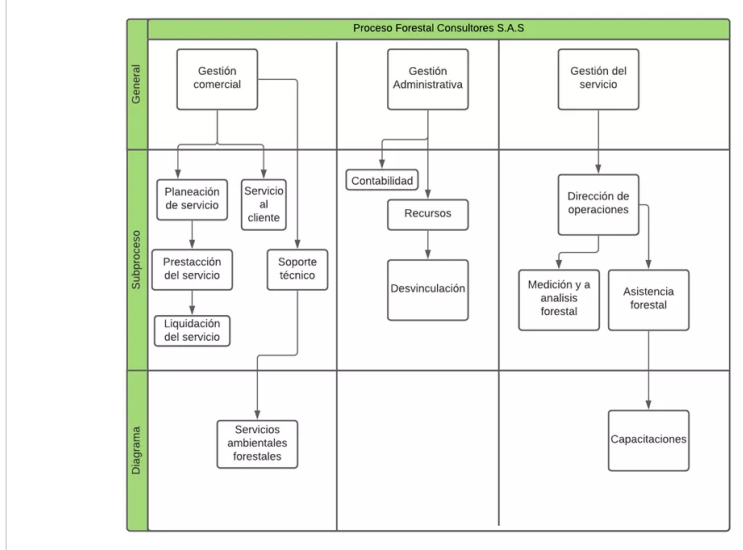 Proceso Forestal Consultores S.A.S
General
Gestión
comercial
Gestión
Administrativa
Gestión del
servicio
Subproceso
Planeación
de servicio
Servicio
al
cliente
Contabilidad
Recursos
Dirección de
operaciones
Prestacción
del servicio
Soporte
técnico
Desvinculación
Medición y a
analisis
forestal
Asistencia
forestal
Liquidación
del servicio
Diagrama
Servicios
ambientales
forestales
Capacitaciones